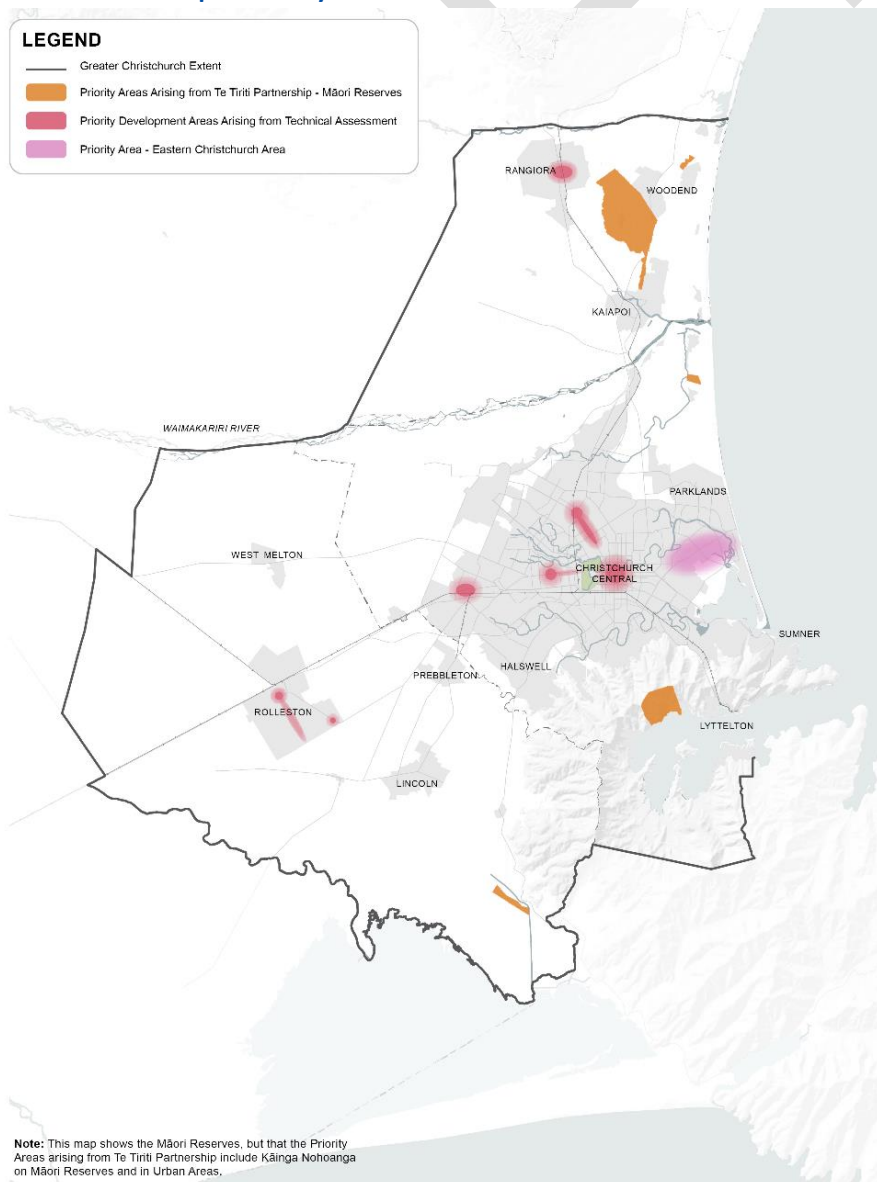 LEGEND
Greater Christchurch Extent
Priority Areas Arising from Te Tiriti Partnership - Māori Reserves
Priority Development Areas Arising from Technical Assessment
Priority Area - Eastern Christchurch Area
RANGIORA
WOODEND
KAIAPOI
WAIMAKARIRI RIVER
PARKLANDS
WEST MELTON
CHRISTCHURCH
CENTRAL
SUMNER
PREBBLETON
HALSWELL
ROLLESTON
LYTTELTON
LINCOLN
Note: This map shows the Māori Reserves, but that the Priority
Areas arising from Te Tiriti Partnership include Kāinga Nohoanga
on Māori Reserves and in Urban Areas.